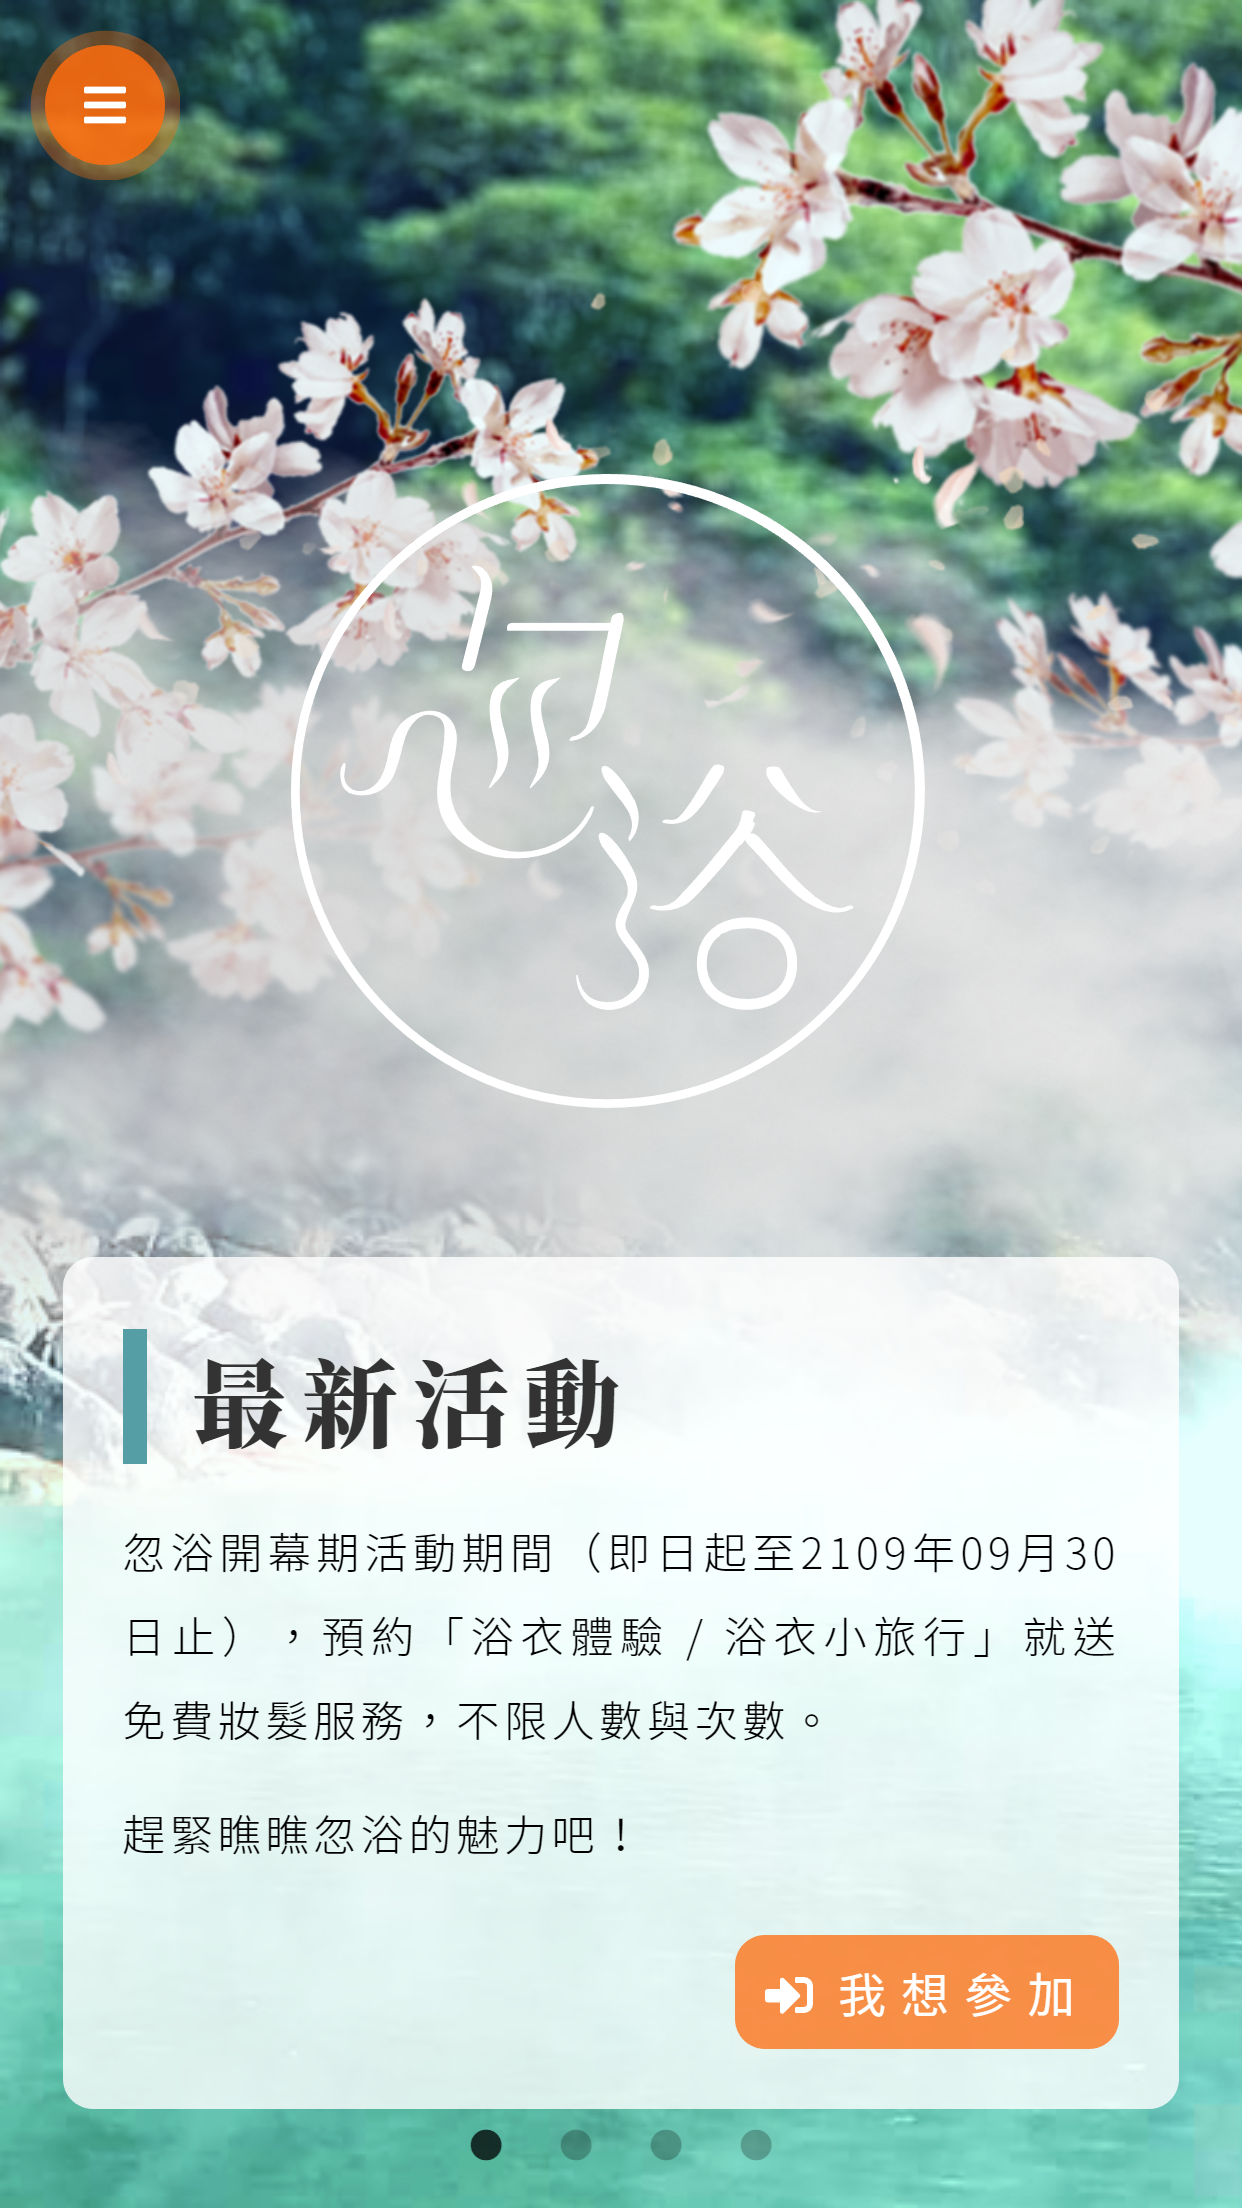 忽浴
最新活動
忽浴開幕期活動期間（即日起至2109年09月30
日止），預約「浴衣體驗 / 浴衣小旅行」就送
免費妝髮服務，不限人數與次數。
趕緊瞧瞧忽浴的魅力吧！
我想參加